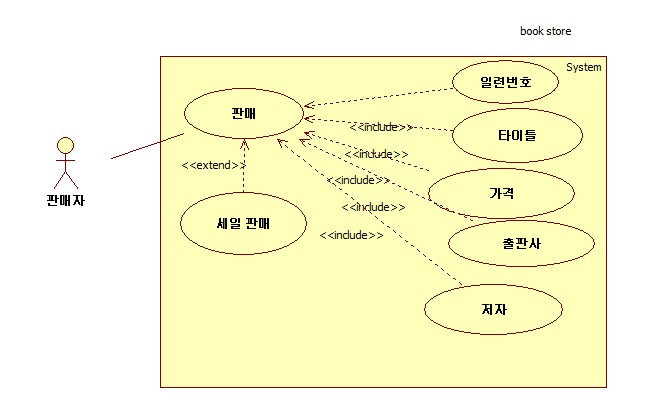 book store
System
일련번호
판매
<<include>>
타이틀
<<include>>
<<extend>>
<<include>>
가격
판매자
<<include>>
세일 판매
<<include>>
출판사
저자